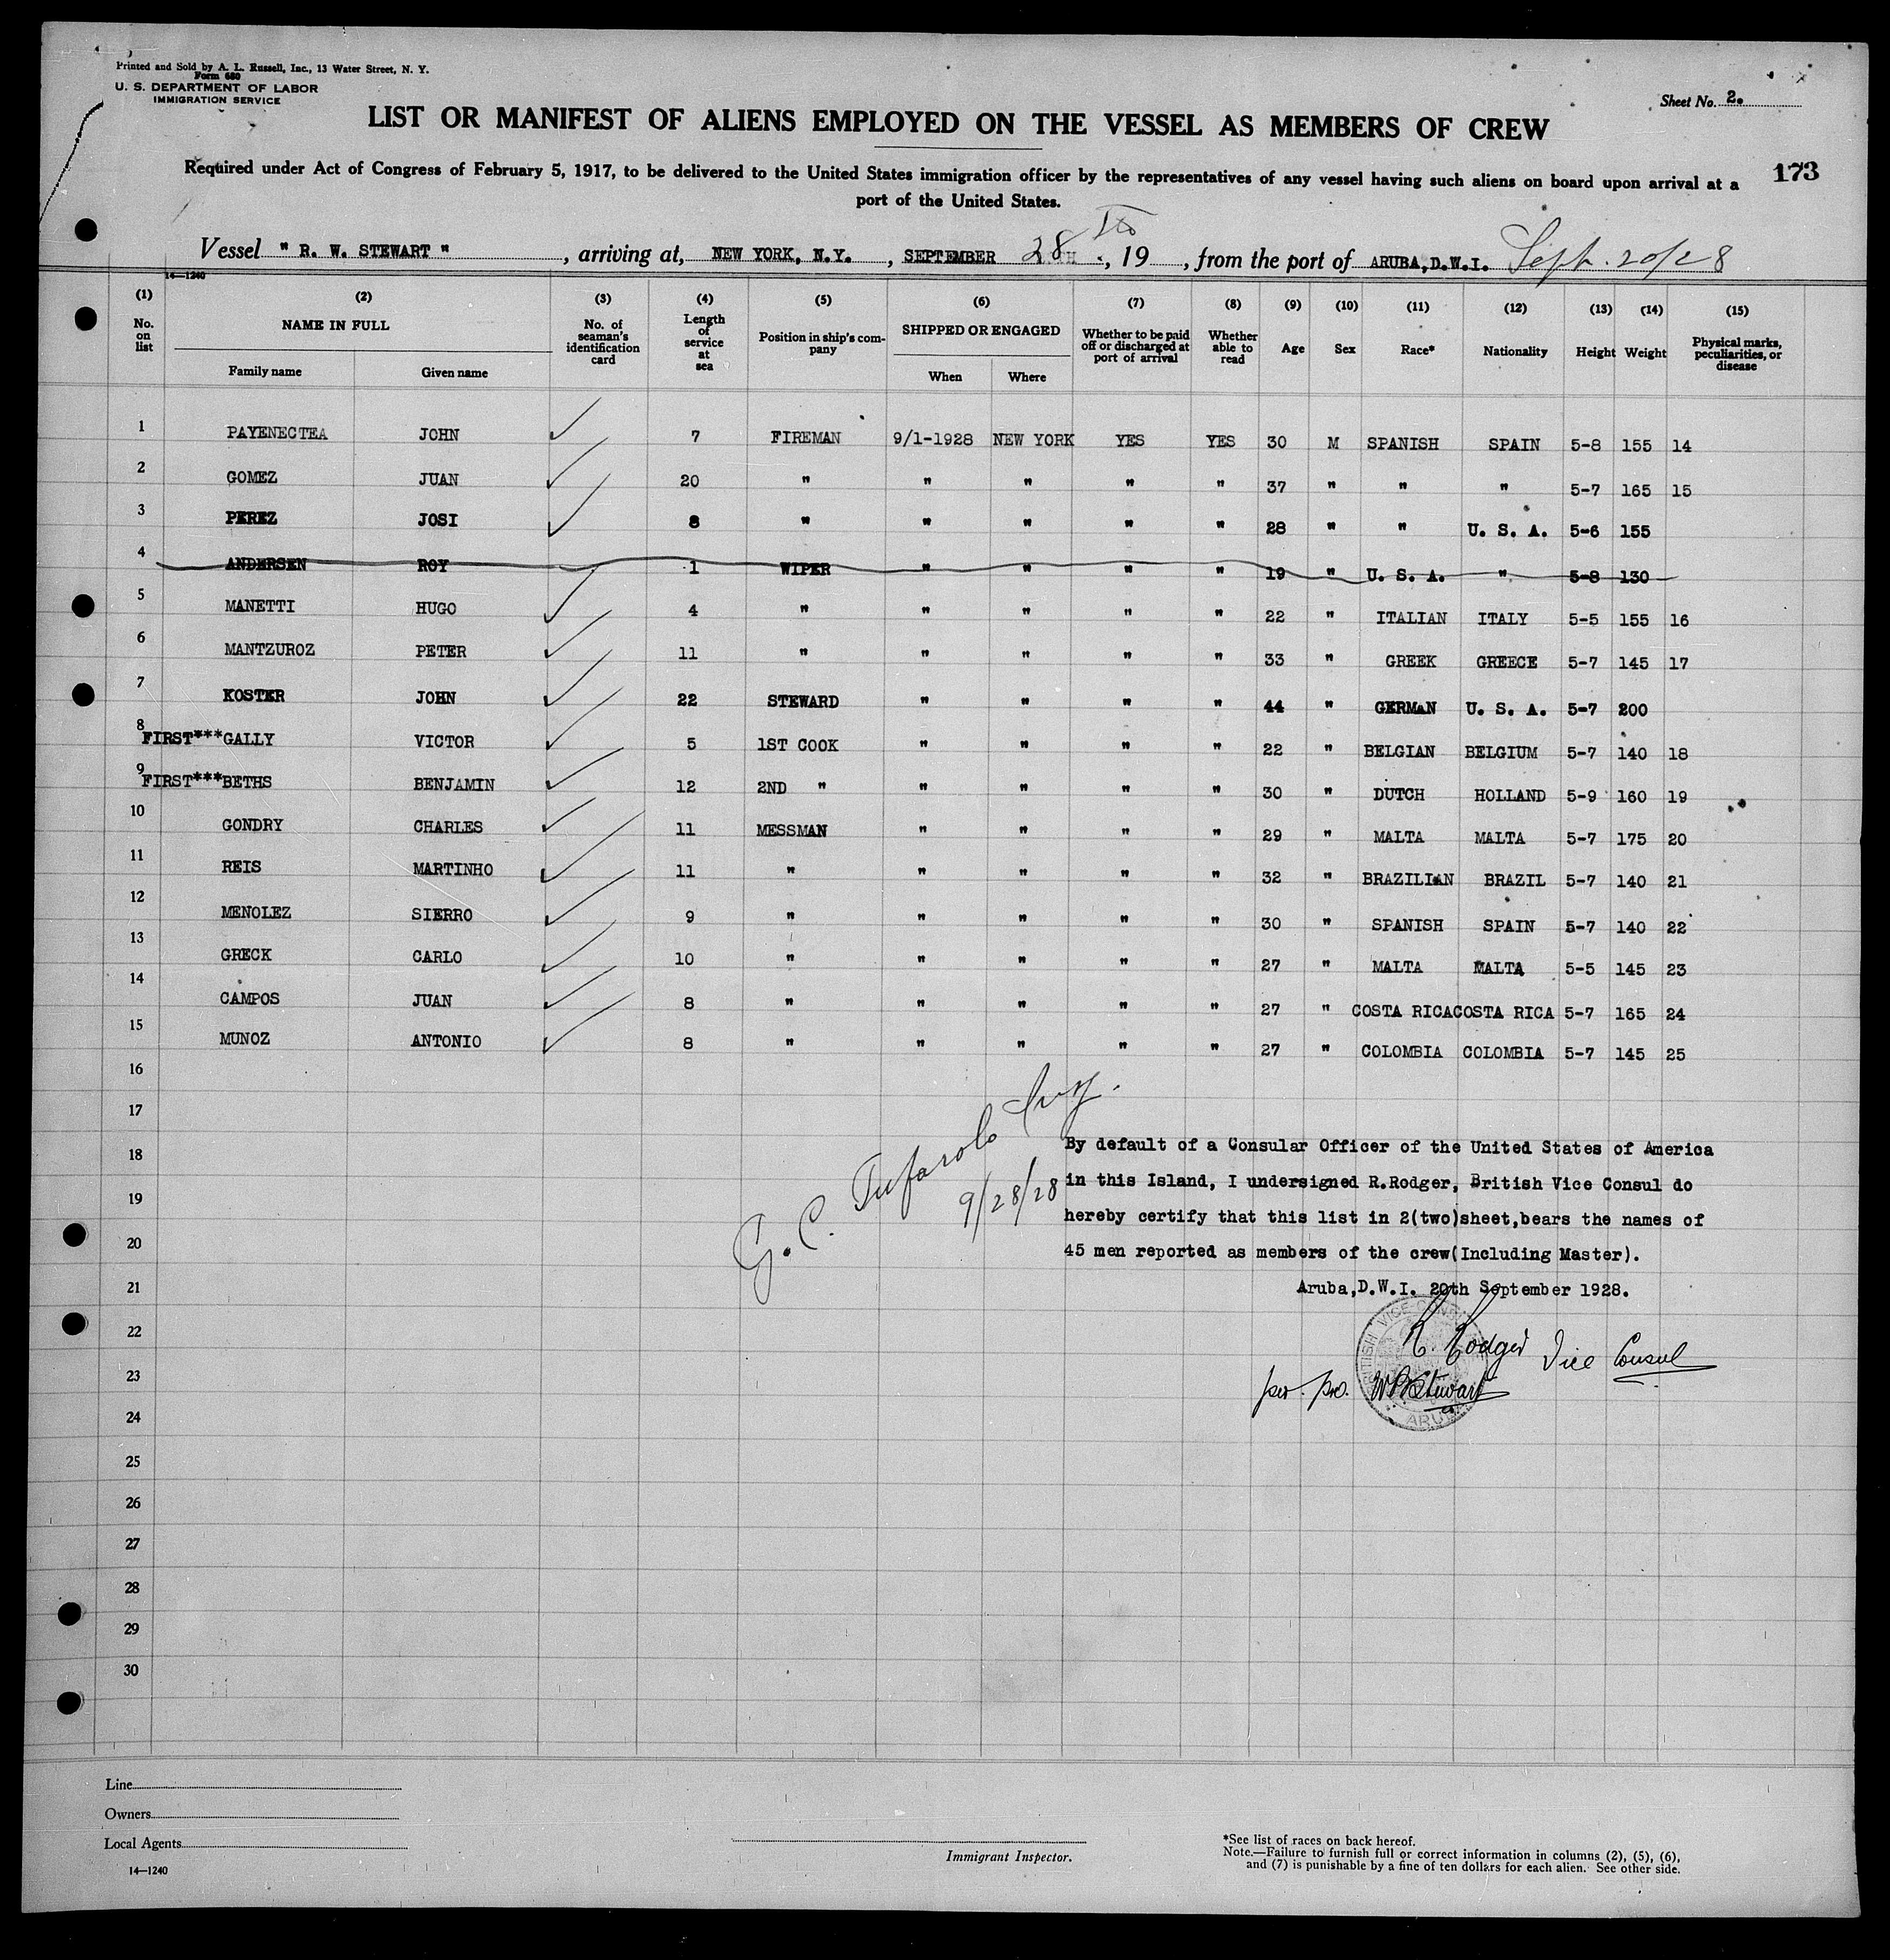 Printed and Sold by A. L. Russell, Inc., 13 Water Street, N. Y.
Form 680
U. S. DEPARTMENT OF LABOR
IMMIGRATION SERVICE
Sheet No. 2.
LIST OR MANIFEST OF ALIENS EMPLOYED ON THE VESSEL AS MEMBERS OF CREW
173
Required under Act of Congress of February 5, 1917, to be delivered to the United States immigration officer by the representatives of any vessel having such aliens on board upon arrival at a
port of the United States.
Vessel " R. W. STEWART ", arriving at, NEW YORK, N.Y., SEPTEMBER 28, 19 , from the port of ARUBA, D.W.I. Sept. 20/28
14—1240
(1) (2) (3) (4) (5) (6) (7) (8) (9) (10) (11) (12) (13) (14) (15)
No. on list NAME IN FULL Family name Given name No. of seaman's identification card Length of service at sea Position in ship's company SHIPPED OR ENGAGED When Where Whether to be paid off or discharged at port of arrival Whether able to read Age Sex Race* Nationality Height Weight Physical marks, peculiarities, or disease
1 PAYENECTEA JOHN 7 FIREMAN 9/1-1928 NEW YORK YES YES 30 M SPANISH SPAIN 5-8 155 14
2 GOMEZ JUAN 20 " " " " " 37 " " " 5-7 165 15
3 PEREZ JOSI 8 " " " " " 28 " " U. S. A. 5-6 155
4 ANDERSEN ROY 1 WIPER " " " " 19 " U. S. A. " 5-8 130
5 MANETTI HUGO 4 " " " " " 22 " ITALIAN ITALY 5-5 155 16
6 MANTZUROZ PETER 11 " " " " " 33 " GREEK GREECE 5-7 145 17
7 KOSTER JOHN 22 STEWARD " " " " 44 " GERMAN U. S. A. 5-7 200
8 FIRST***GALLY VICTOR 5 1ST COOK " " " " 22 " BELGIAN BELGIUM 5-7 140 18
9 FIRST***BETHS BENJAMIN 12 2ND " " " " " 30 " DUTCH HOLLAND 5-9 160 19
10 GONDRY CHARLES 11 MESSMAN " " " " 29 " MALTA MALTA 5-7 175 20
11 REIS MARTINHO 11 " " " " " 32 " BRAZILIAN BRAZIL 5-7 140 21
12 MENOLEZ SIERRO 9 " " " " " 30 " SPANISH SPAIN 5-7 140 22
13 GRECK CARLO 10 " " " " " 27 " MALTA MALTA 5-5 145 23
14 CAMPOS JUAN 8 " " " " " 27 " COSTA RICA COSTA RICA 5-7 165 24
15 MUNOZ ANTONIO 8 " " " " " 27 " COLOMBIA COLOMBIA 5-7 145 25
16
17
18
19
20
21
22
23
24
25
26
27
28
29
30
G. C. Tufarolo
9/28/28
By default of a Consular Officer of the United States of America
in this Island, I undersigned R.Rodger, British Vice Consul do
hereby certify that this list in 2(two)sheet,bears the names of
45 men reported as members of the crew(Including Master).
Aruba,D.W.I. 20th September 1928.
R. Rodger Vice Consul
per. pro. Stewart
ARUBA
Line
Owners
Local Agents
14—1240
Immigrant Inspector.
*See list of races on back hereof.
Note.—Failure to furnish full or correct information in columns (2), (5), (6),
and (7) is punishable by a fine of ten dollars for each alien. See other side.